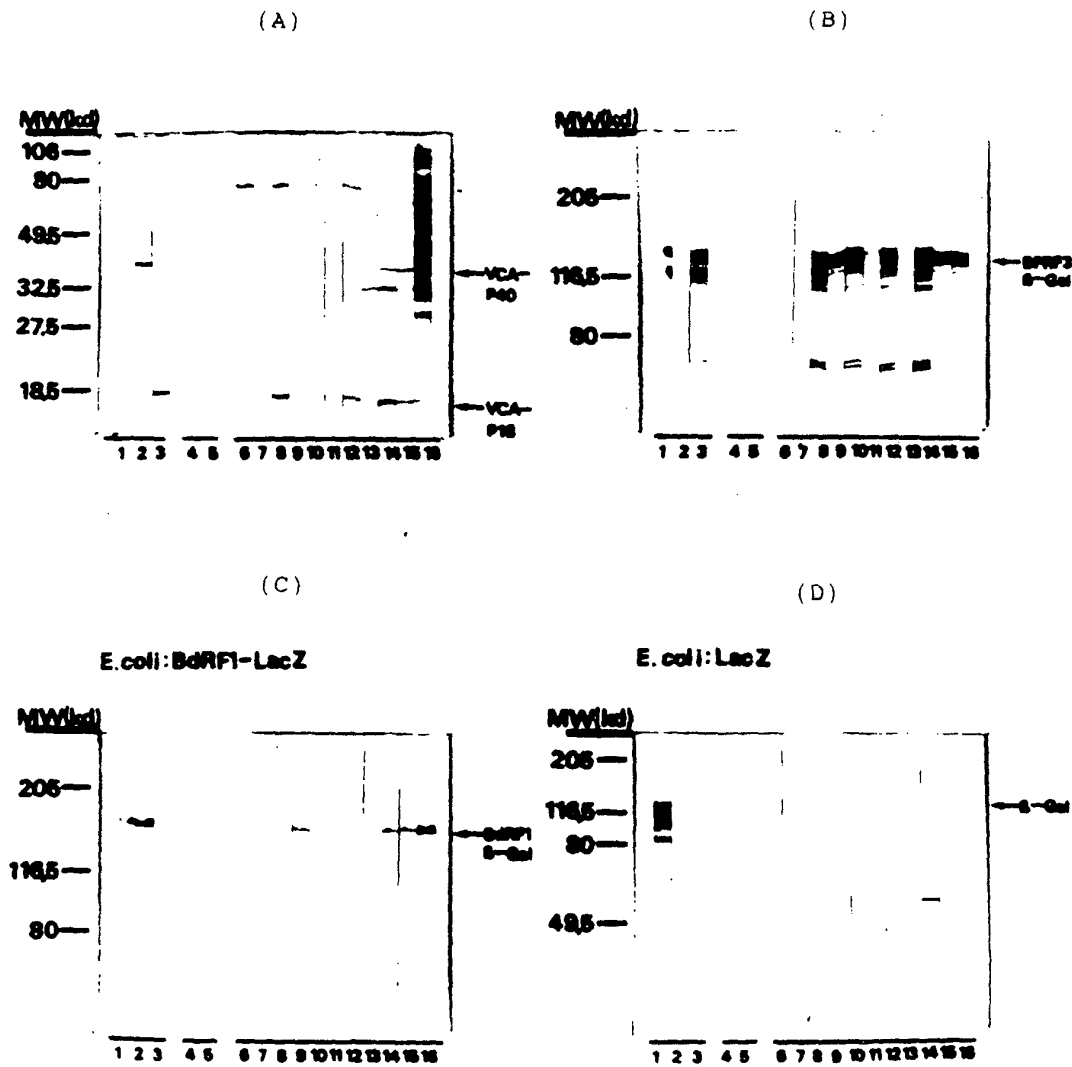 (A)
(B)
MW(kd)
106
80
49.5
32.5
27.5
18.5
VCA-
P40
VCA-
P18
1 2 3 4 5 6 7 8 9 10 11 12 13 14 15 16
MW(kd)
205
116,5
80
BFRF3
β-Gal
1 2 3 4 5 6 7 8 9 10 11 12 13 14 15 16
(C)
(D)
E.coli:BdRF1-LacZ
E.coli:LacZ
MW(kd)
205
116,5
80
BdRF1
β-Gal
1 2 3 4 5 6 7 8 9 10 11 12 13 14 15 16
MW(kd)
205
116,5
80
49,5
β-Gal
1 2 3 4 5 6 7 8 9 10 11 12 13 14 15 16